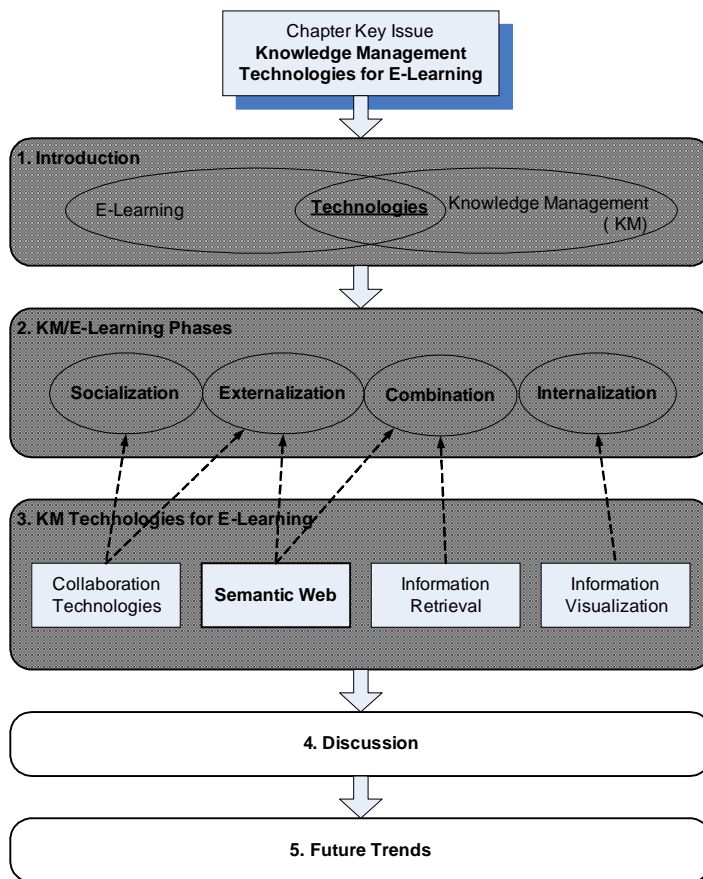 Chapter Key Issue
Knowledge Management
Technologies for E-Learning
1. Introduction
E-Learning
Technologies
Knowledge Management
( KM)
2. KM/E-Learning Phases
Socialization
Externalization
Combination
Internalization
3. KM Technologies for E-Learning
Collaboration
Technologies
Semantic Web
Information
Retrieval
Information
Visualization
4. Discussion
5. Future Trends